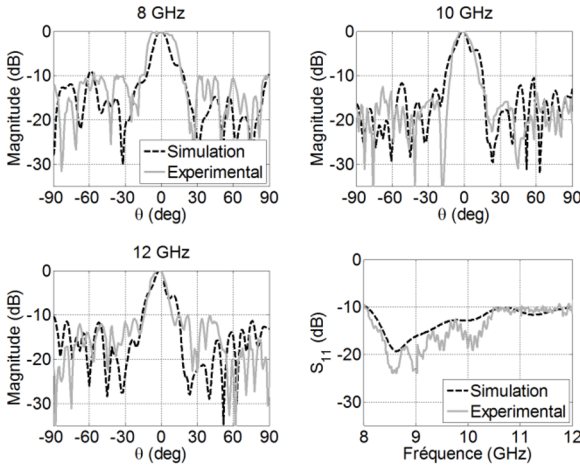 8 GHz
Magnitude (dB)
0
-10
-20
-30
Simulation
Experimental
-90 -60 -30 0 30 60 90
θ (deg)
10 GHz
Magnitude (dB)
0
-10
-20
-30
-90 -60 -30 0 30 60 90
θ (deg)
12 GHz
Magnitude (dB)
0
-10
-20
-30
-90 -60 -30 0 30 60 90
θ (deg)
S11 (dB)
0
-10
-20
-30
Simulation
Experimental
8 9 10 11 12
Fréquence (GHz)